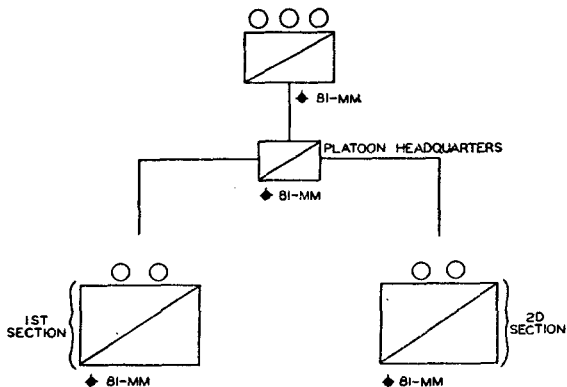 81-MM
PLATOON HEADQUARTERS
81-MM
1ST
SECTION
2D
SECTION
81-MM
81-MM